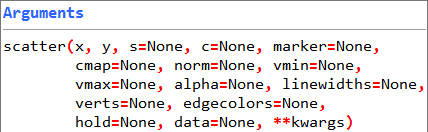 Arguments
scatter(x, y, s=None, c=None, marker=None,
cmap=None, norm=None, vmin=None,
vmax=None, alpha=None, linewidths=None,
verts=None, edgecolors=None,
hold=None, data=None, **kwargs)